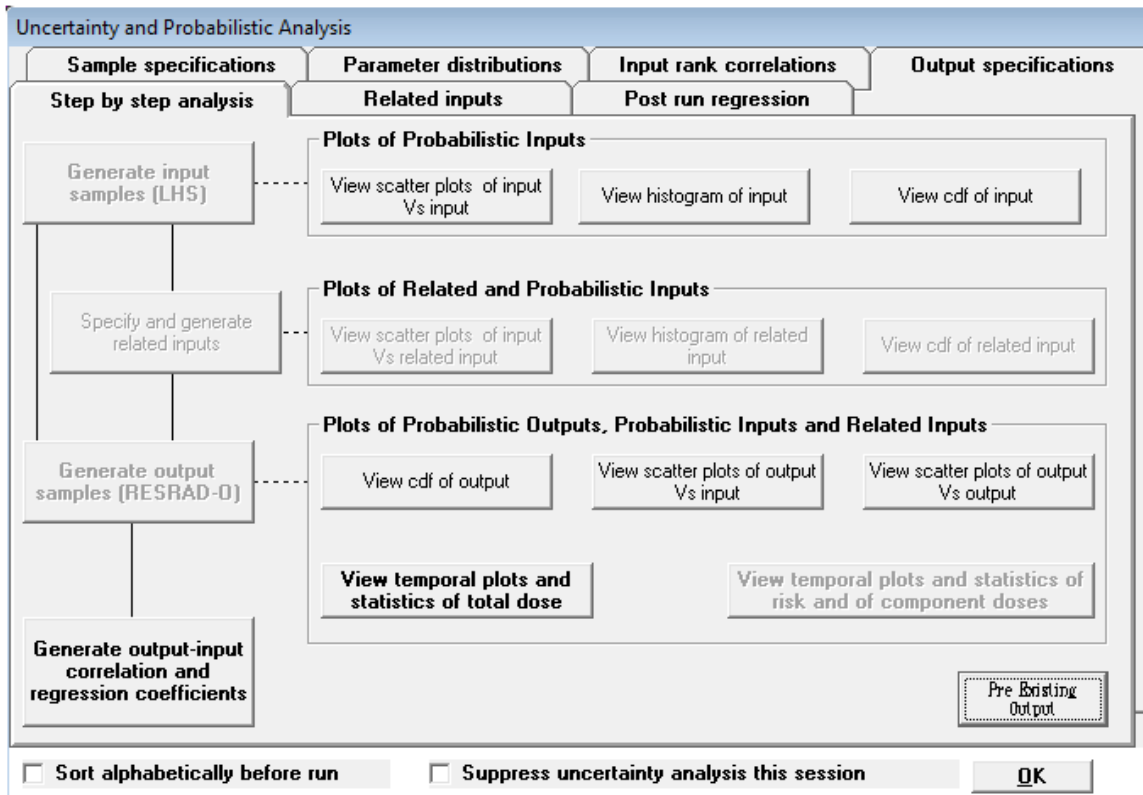 Uncertainty and Probabilistic Analysis
Sample specifications
Parameter distributions
Input rank correlations
Output specifications
Step by step analysis
Related inputs
Post run regression
Generate input
samples (LHS)
Plots of Probabilistic Inputs
View scatter plots of input
Vs input
View histogram of input
View cdf of input
Specify and generate
related inputs
Plots of Related and Probabilistic Inputs
View scatter plots of input
Vs related input
View histogram of related
input
View cdf of related input
Generate output
samples (RESRAD-O)
Plots of Probabilistic Outputs, Probabilistic Inputs and Related Inputs
View cdf of output
View scatter plots of output
Vs input
View scatter plots of output
Vs output
View temporal plots and
statistics of total dose
View temporal plots and statistics of
risk and of component doses
Generate output-input
correlation and
regression coefficients
Pre Existing
Output
Sort alphabetically before run
Suppress uncertainty analysis this session
OK